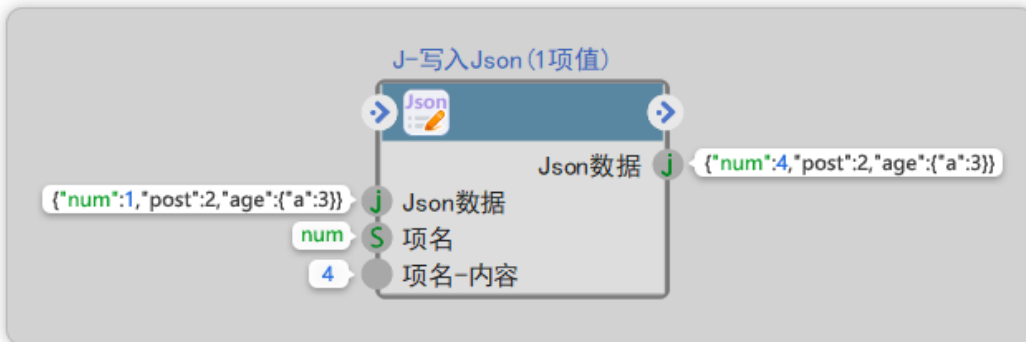 J-写入Json(1项值)
Json
Json数据
j
{"num":4,"post":2,"age":{"a":3}}
{"num":1,"post":2,"age":{"a":3}}
j
Json数据
num
S
项名
4
项名-内容